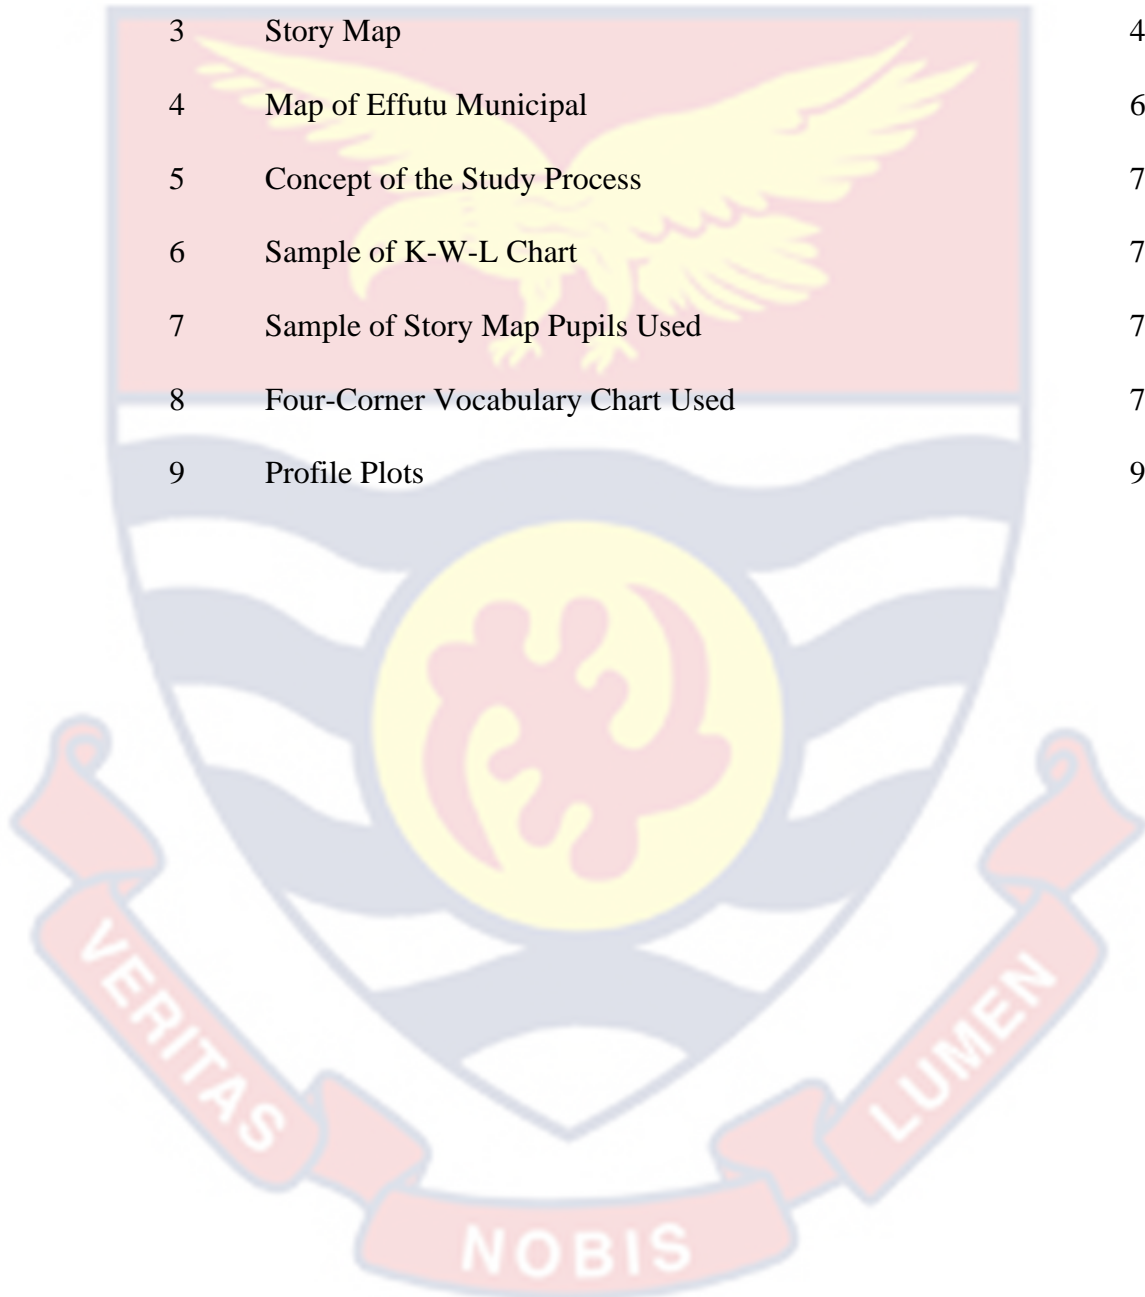 3 Story Map 4
4 Map of Effutu Municipal 6
5 Concept of the Study Process 7
6 Sample of K-W-L Chart 7
7 Sample of Story Map Pupils Used 7
8 Four-Corner Vocabulary Chart Used 7
9 Profile Plots 9
VERITAS
NOBIS
LUMEN